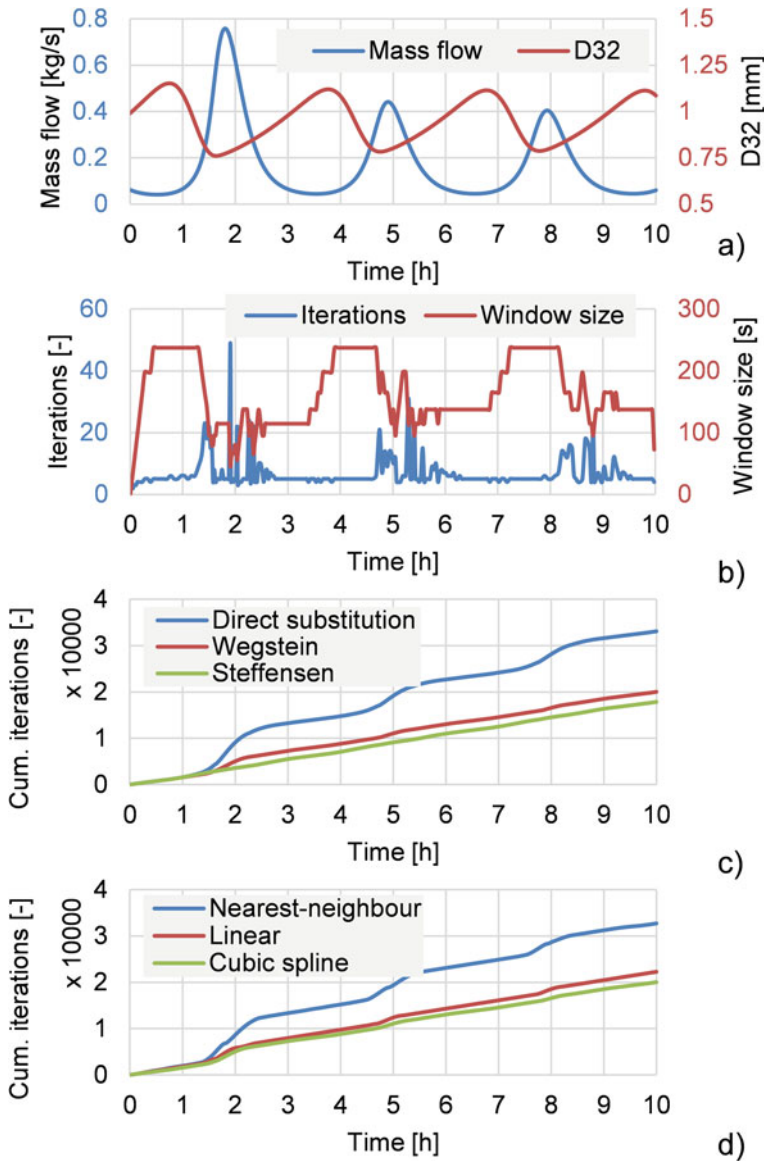 0.8 1.5
Mass flow D32
0.6 1.25
0.4 1
0.2 0.75
0 0.5
Mass flow [kg/s]
D32 [mm]
0 1 2 3 4 5 6 7 8 9 10
Time [h]
a)
60 300
Iterations Window size
40 200
20 100
0 0
Iterations [-]
Window size [s]
0 1 2 3 4 5 6 7 8 9 10
Time [h]
b)
4
Direct substitution
3
Wegstein
Steffensen
2
1
0
Cum. iterations [-]
x 10000
0 1 2 3 4 5 6 7 8 9 10
Time [h]
c)
4
Nearest-neighbour
3
Linear
Cubic spline
2
1
0
Cum. iterations [-]
x 10000
0 1 2 3 4 5 6 7 8 9 10
Time [h]
d)